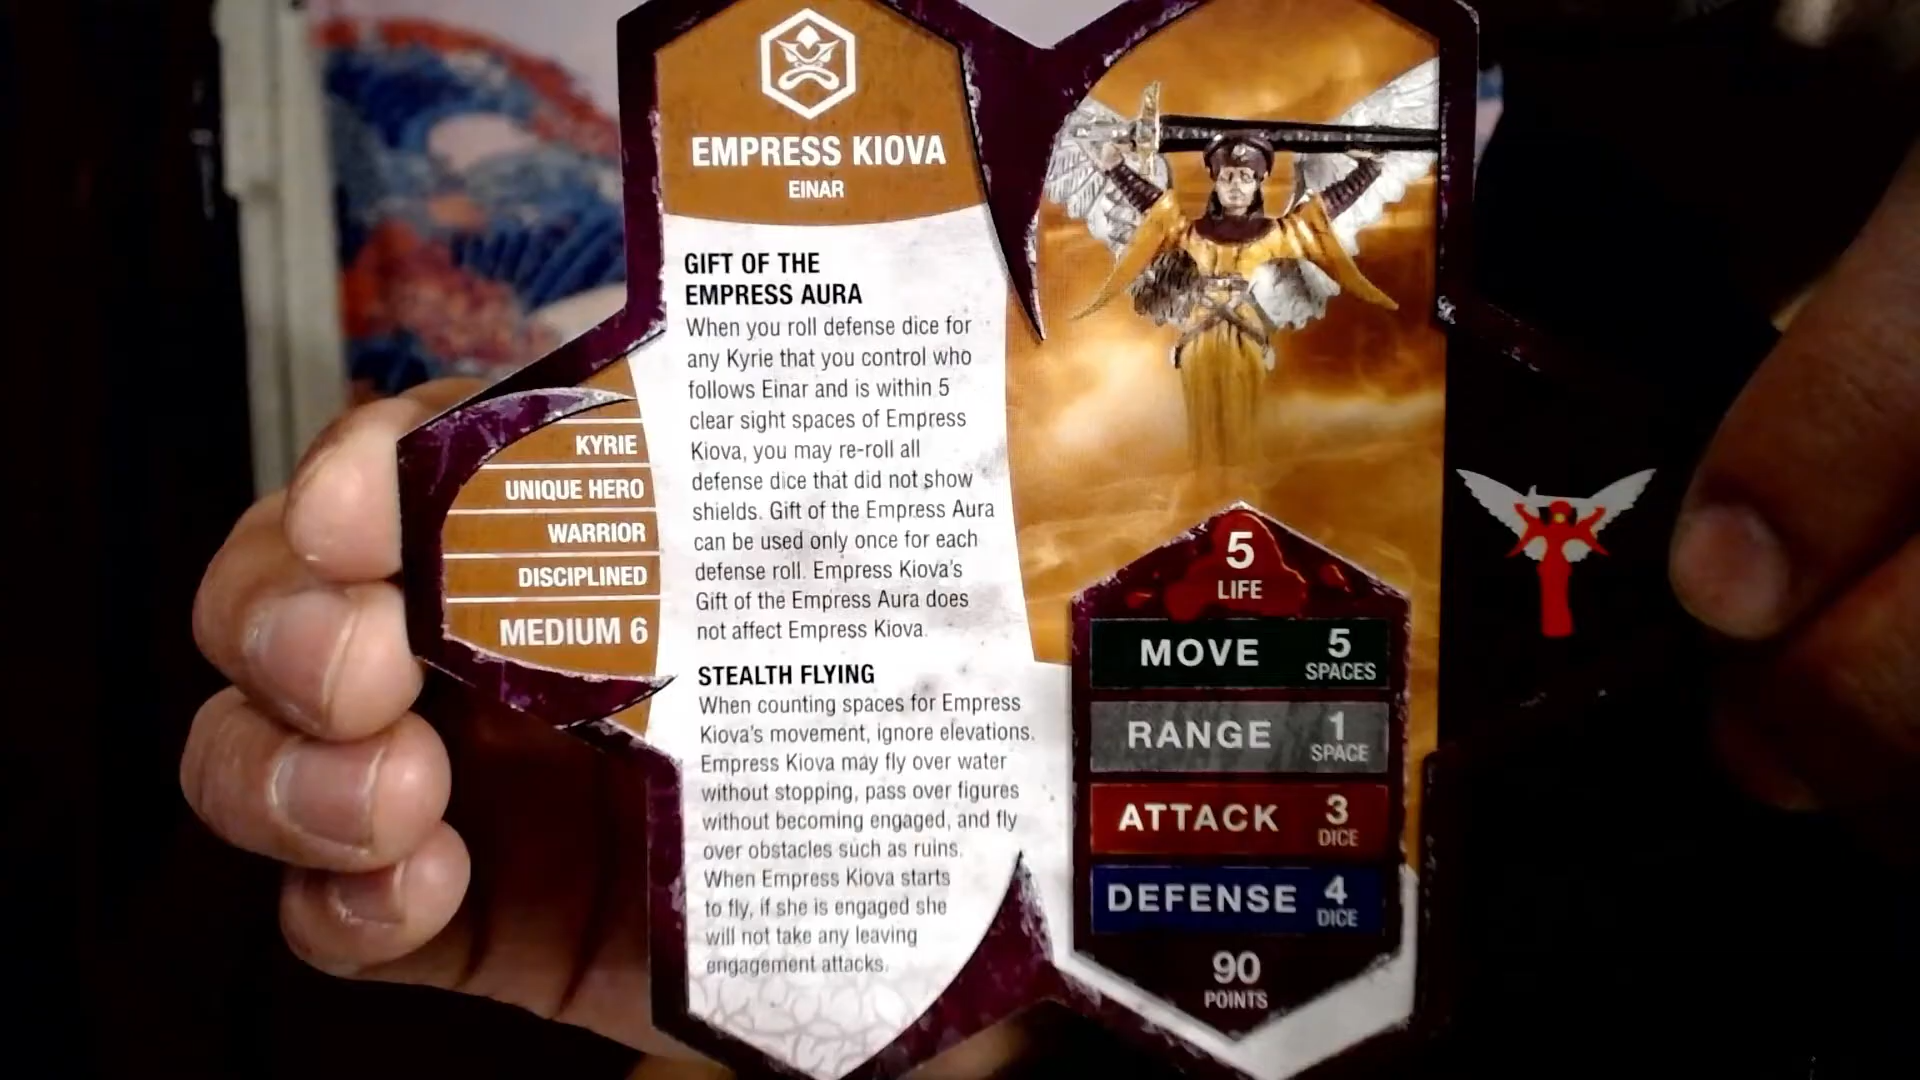 EMPRESS KIOVA
EINAR
GIFT OF THE
EMPRESS AURA
When you roll defense dice for
any Kyrie that you control who
follows Einar and is within 5
clear sight spaces of Empress
Kiova, you may re-roll all
defense dice that did not show
shields. Gift of the Empress Aura
can be used only once for each
defense roll. Empress Kiova's
Gift of the Empress Aura does
not affect Empress Kiova.
STEALTH FLYING
When counting spaces for Empress
Kiova's movement, ignore elevations.
Empress Kiova may fly over water
without stopping, pass over figures
without becoming engaged, and fly
over obstacles such as ruins.
When Empress Kiova starts
to fly, if she is engaged she
will not take any leaving
engagement attacks.
KYRIE
UNIQUE HERO
WARRIOR
DISCIPLINED
MEDIUM 6
5
LIFE
MOVE 5
SPACES
RANGE 1
SPACE
ATTACK 3
DICE
DEFENSE 4
DICE
90
POINTS